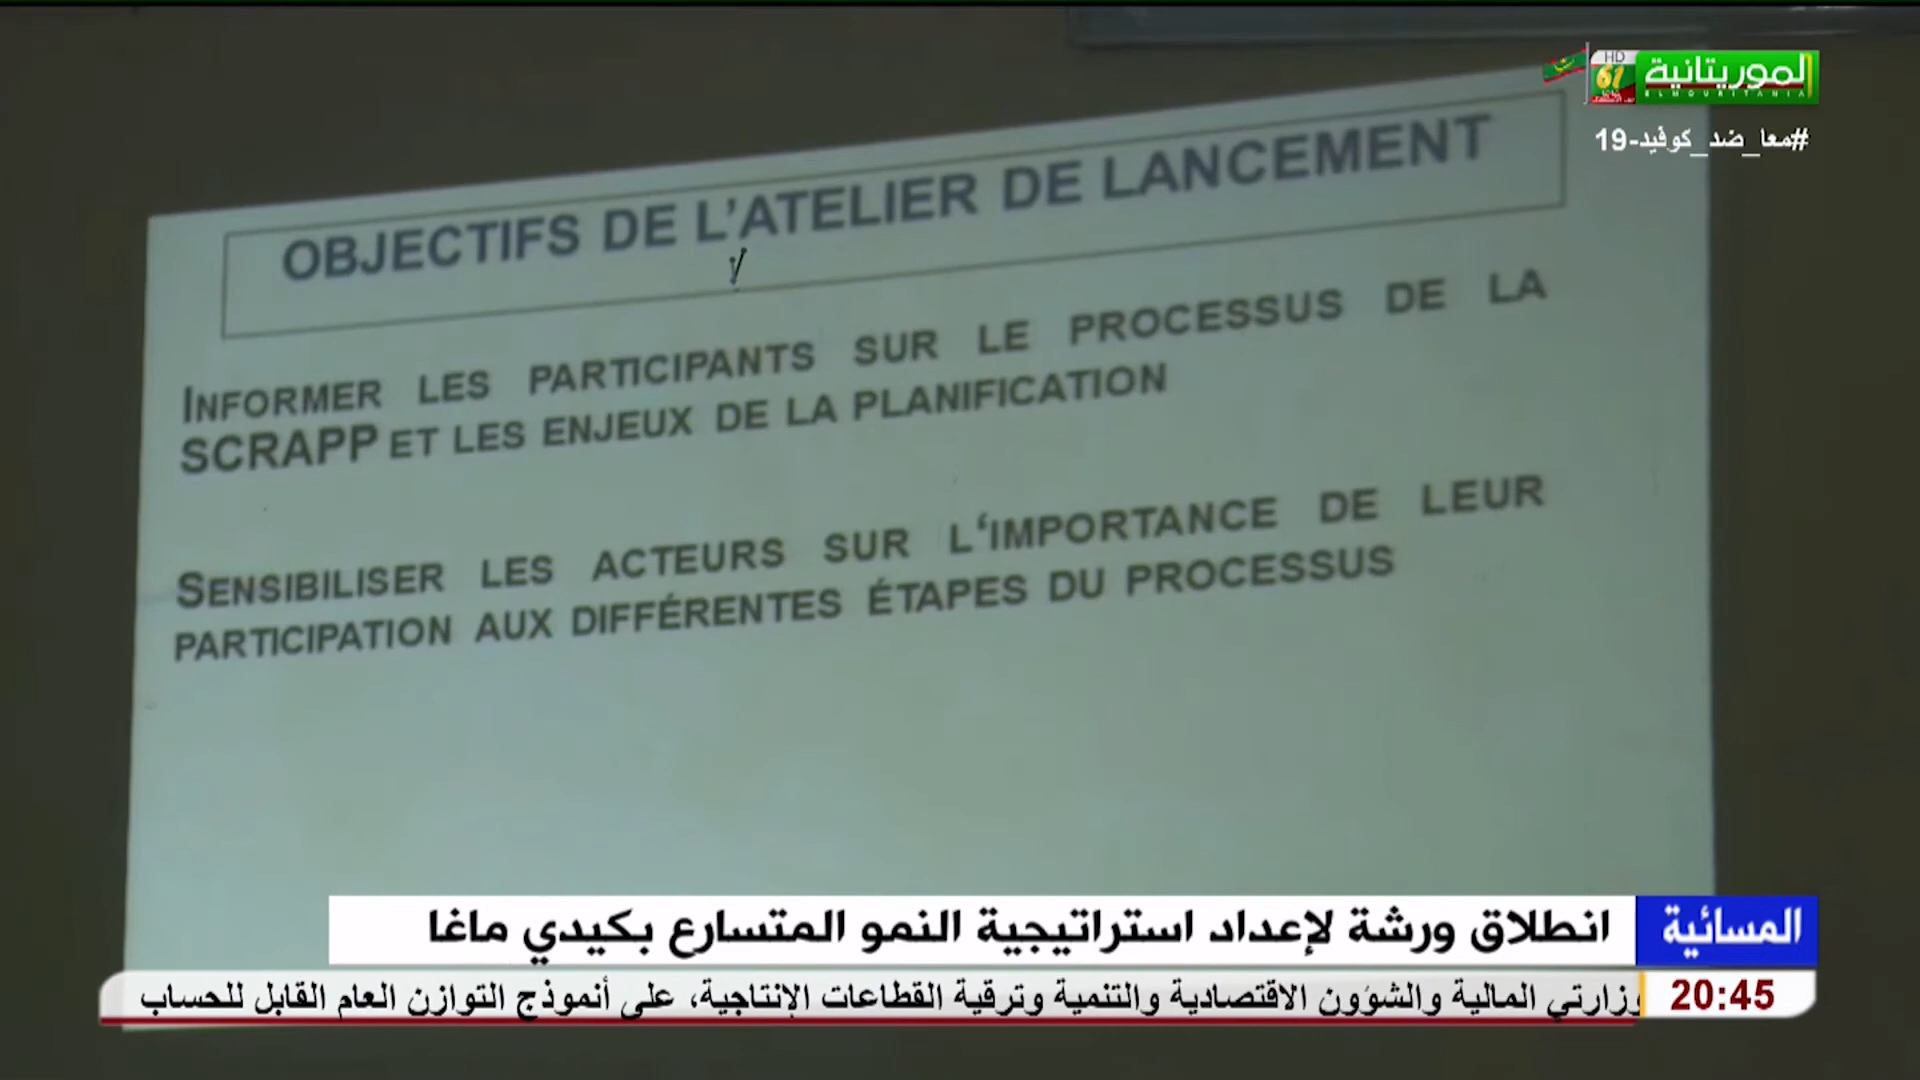 HD
61
الموريتانية
ELMOURITANIA
#معا_ضد_كوفيد-19
OBJECTIFS DE L'ATELIER DE LANCEMENT
INFORMER LES PARTICIPANTS SUR LE PROCESSUS DE LA
SCRAPP ET LES ENJEUX DE LA PLANIFICATION
SENSIBILISER LES ACTEURS SUR L'IMPORTANCE DE LEUR
PARTICIPATION AUX DIFFÉRENTES ÉTAPES DU PROCESSUS
المسائية
انطلاق ورشة لإعداد استراتيجية النمو المتسارع بكيدي ماغا
20:45
وزارتي المالية والشؤون الاقتصادية والتنمية وترقية القطاعات الإنتاجية، على أنموذج التوازن العام القابل للحساب